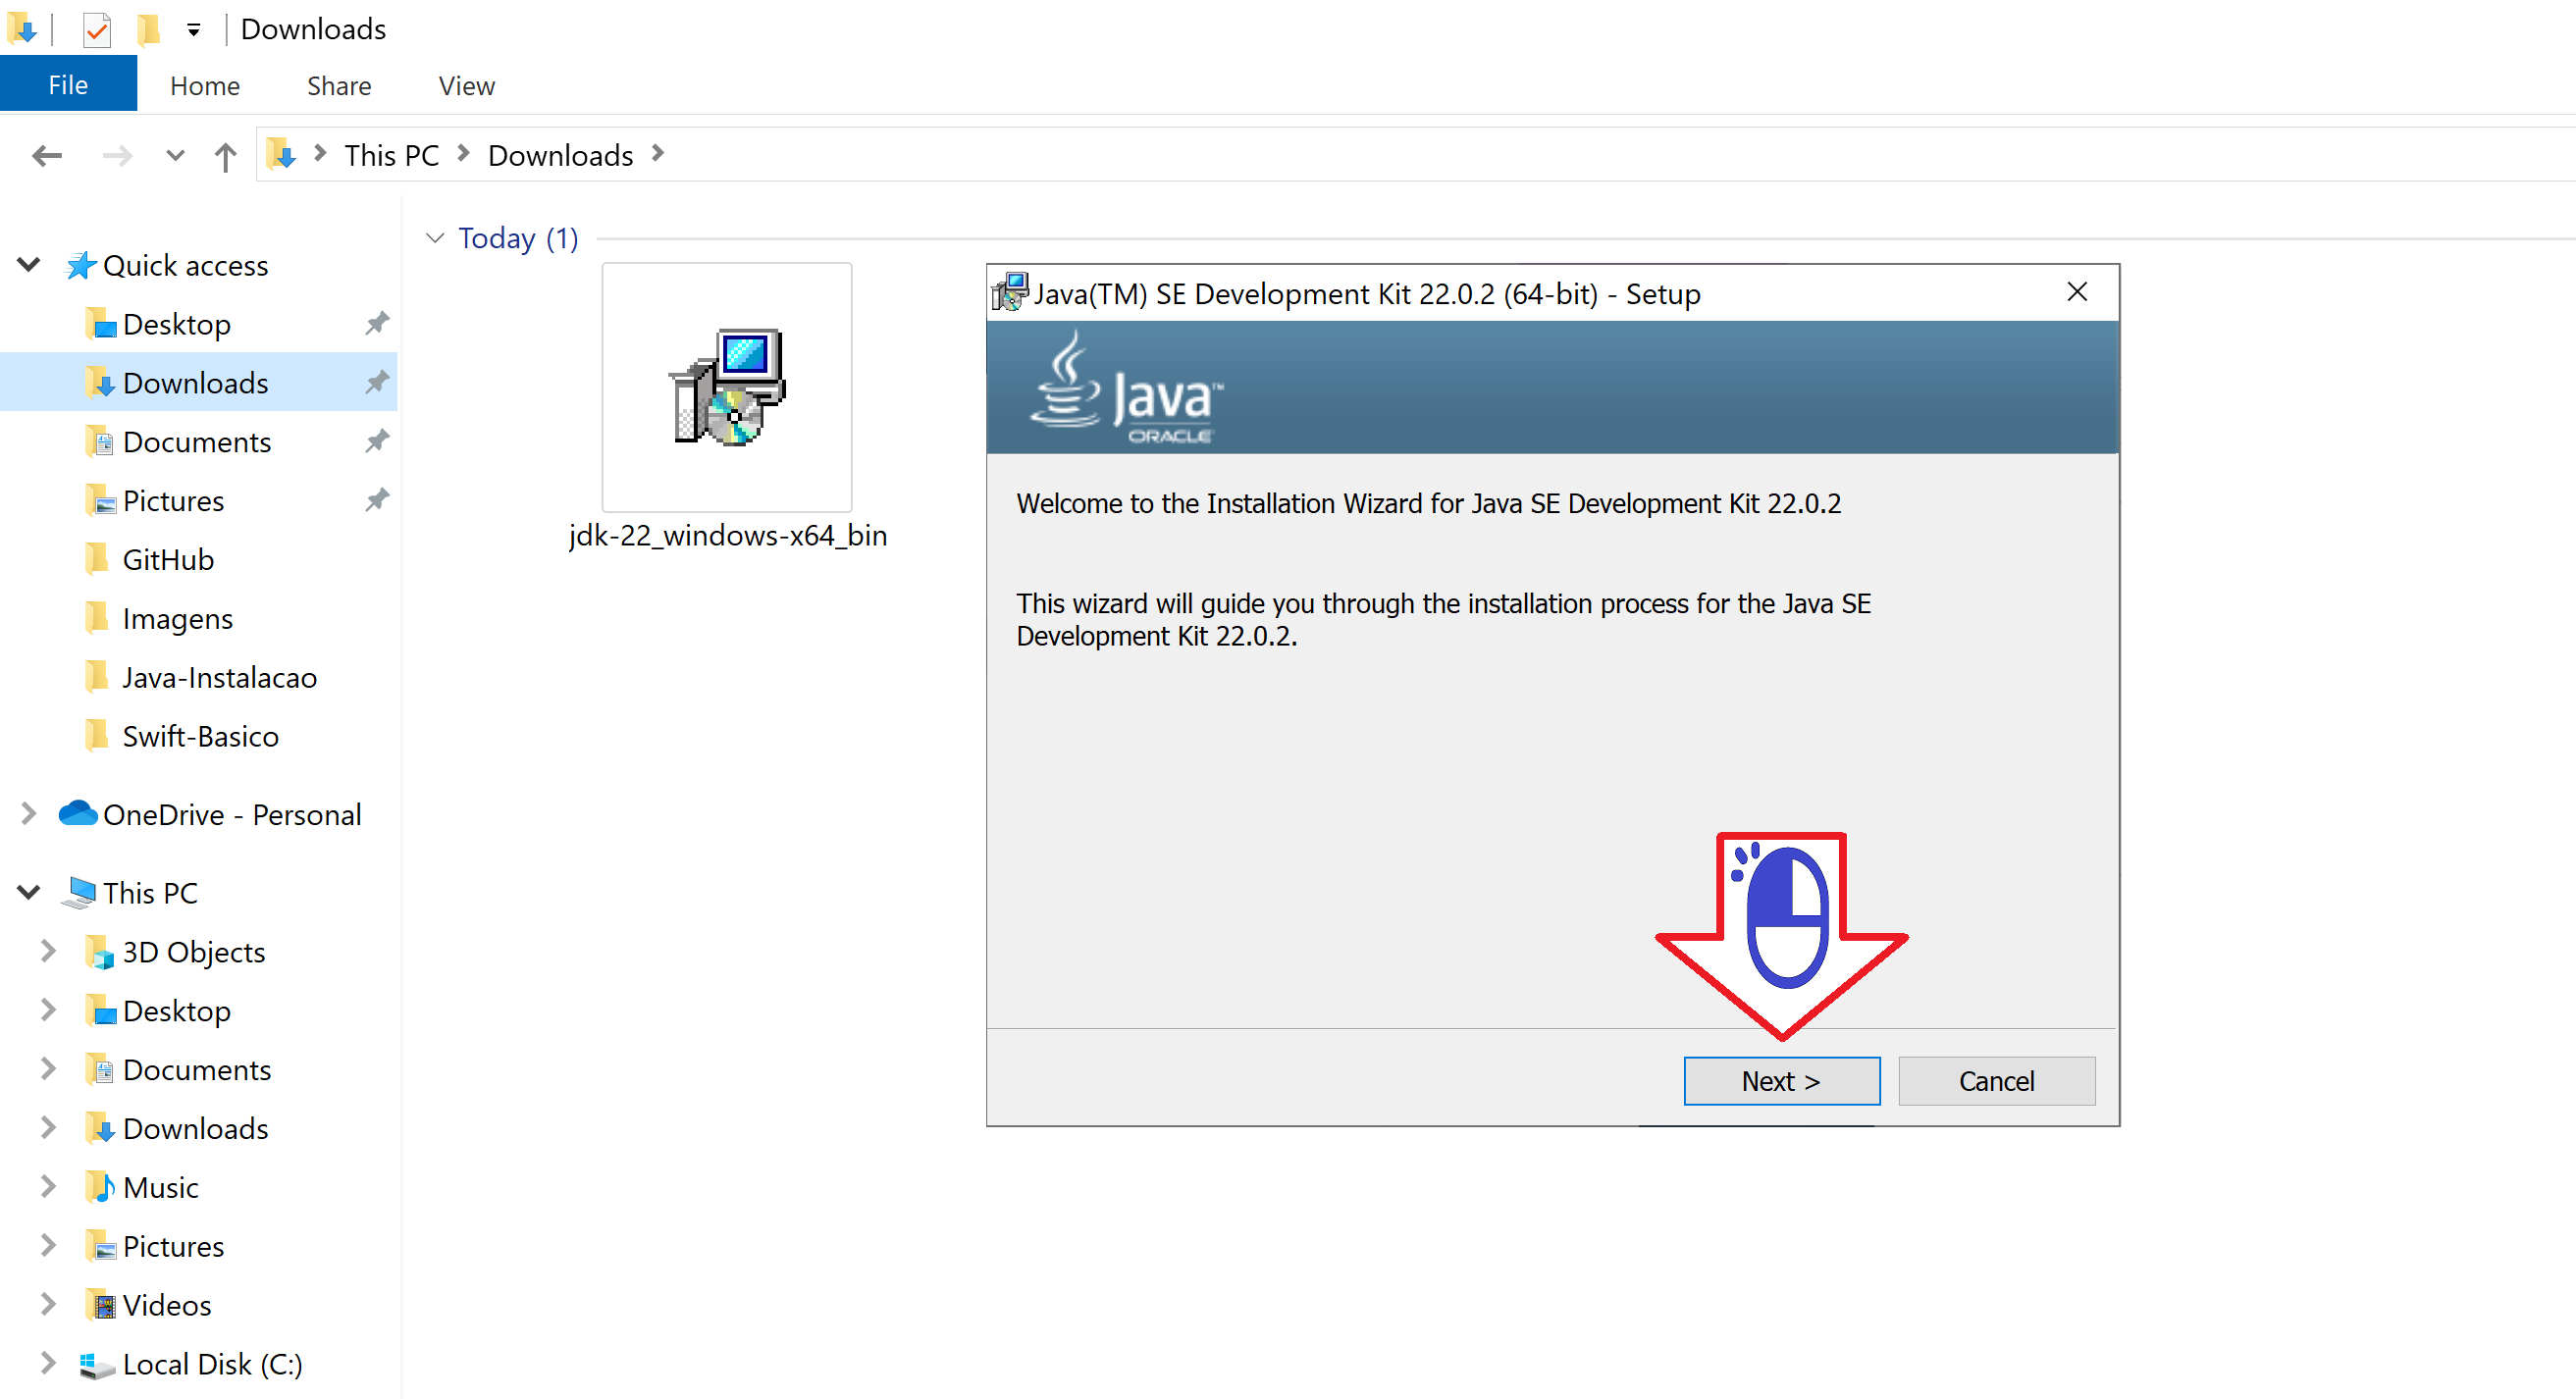 Downloads
File
Home
Share
View
This PC
Downloads
Quick access
Desktop
Downloads
Documents
Pictures
GitHub
Imagens
Java-Instalacao
Swift-Basico
OneDrive - Personal
This PC
3D Objects
Desktop
Documents
Downloads
Music
Pictures
Videos
Local Disk (C:)
Today (1)
jdk-22_windows-x64_bin
Java(TM) SE Development Kit 22.0.2 (64-bit) - Setup
Java™
ORACLE
Welcome to the Installation Wizard for Java SE Development Kit 22.0.2
This wizard will guide you through the installation process for the Java SE
Development Kit 22.0.2.
Next >
Cancel